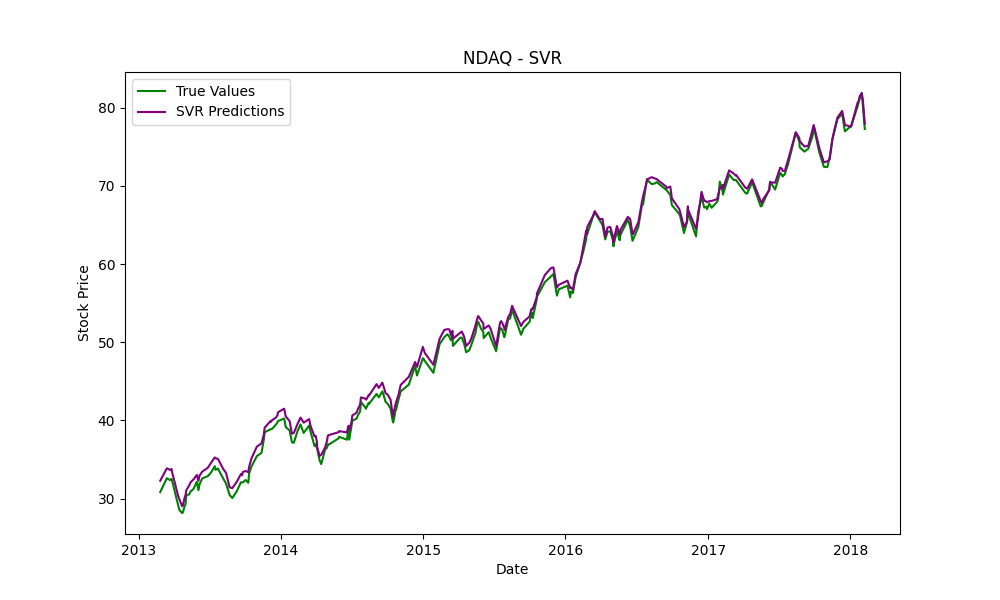 NDAQ - SVR
True Values
SVR Predictions
80
70
60
50
40
30
Stock Price
2013 2014 2015 2016 2017 2018
Date